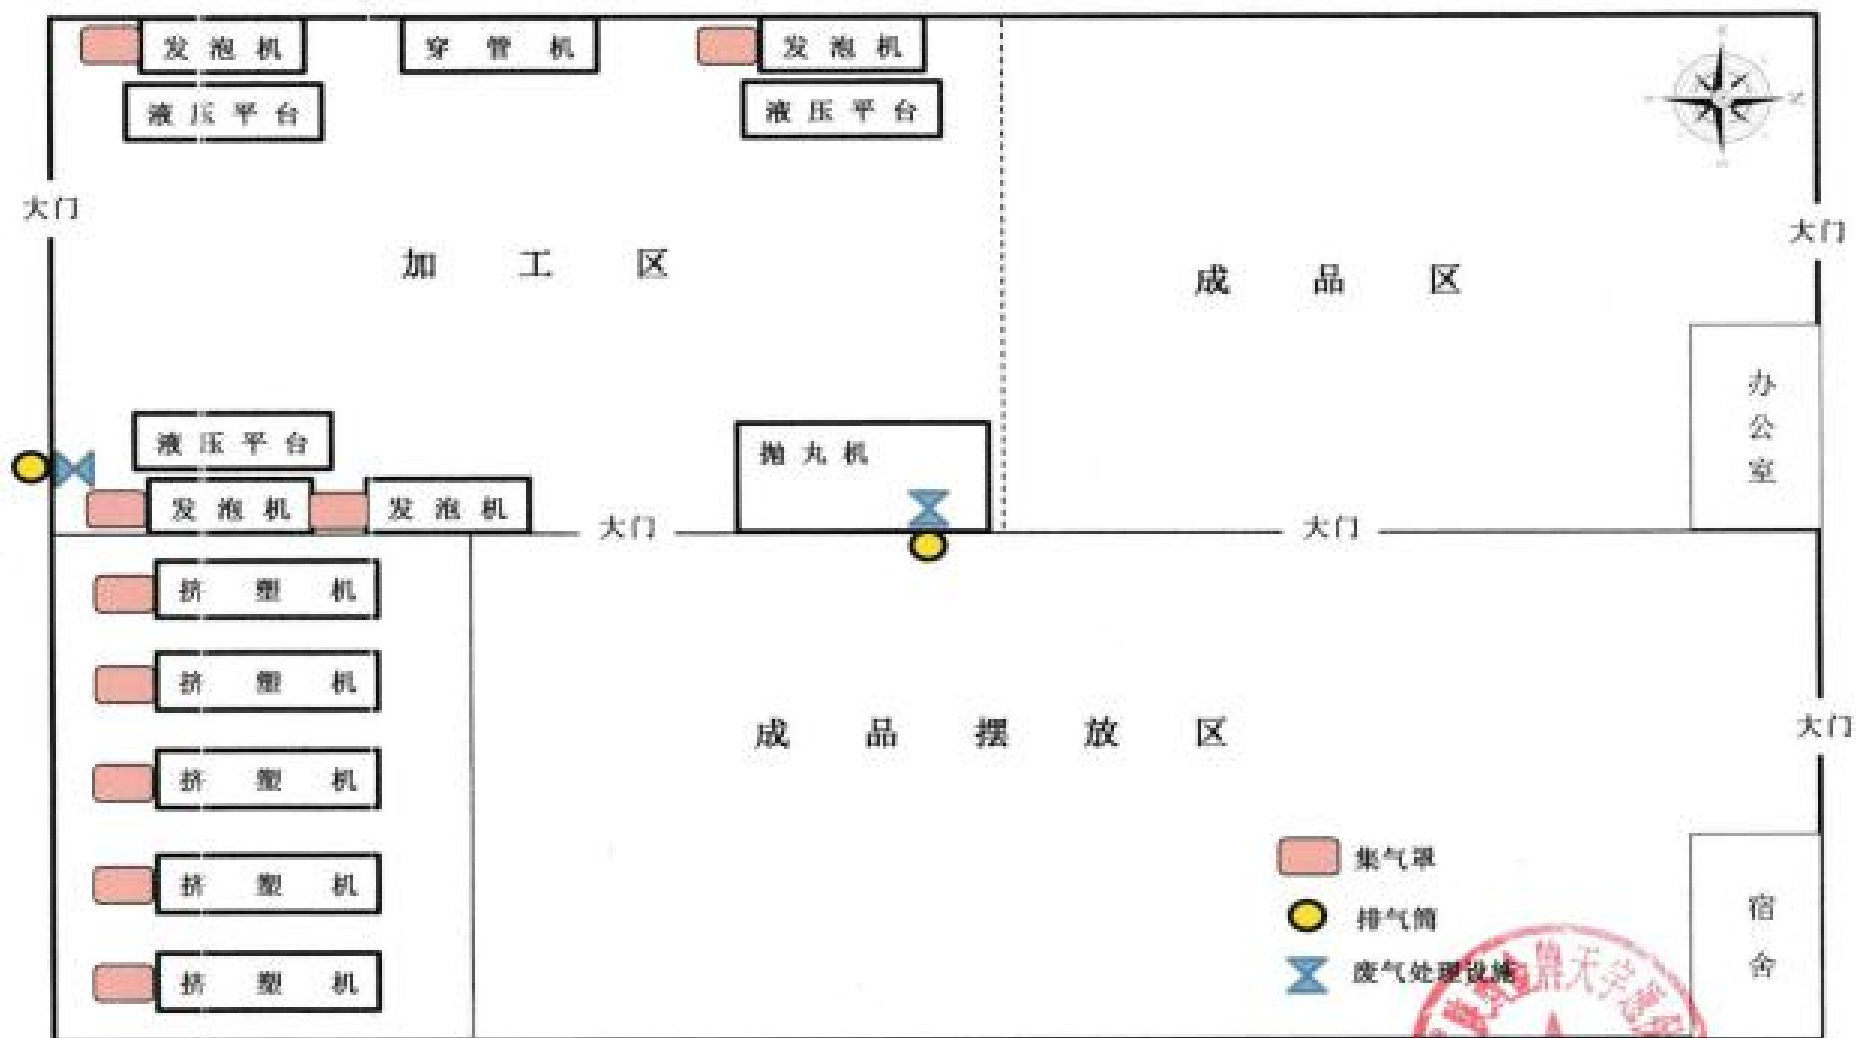 发泡机
穿管机
发泡机
液压平台
液压平台
大门
大门
加工区
成品区
办公室
液压平台
抛丸机
发泡机
发泡机
大门
大门
挤塑机
挤塑机
挤塑机
挤塑机
挤塑机
成品摆放区
大门
集气罩
排气筒
废气处理设施
宿舍